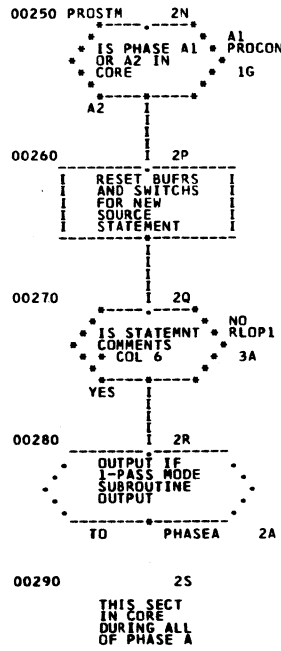 00250 PROSTM 2N
A1
IS PHASE A1 PROCON
OR A2 IN
CORE 1G
A2
00260 2P
RESET BUFRS
AND SWITCHS
FOR NEW
SOURCE
STATEMENT
00270 2Q
NO
IS STATEMNT RLOP1
COMMENTS
COL 6 3A
YES
00280 2R
OUTPUT IF
1-PASS MODE
SUBROUTINE
OUTPUT
TO PHASEA 2A
00290 2S
THIS SECT
IN CORE
DURING ALL
OF PHASE A